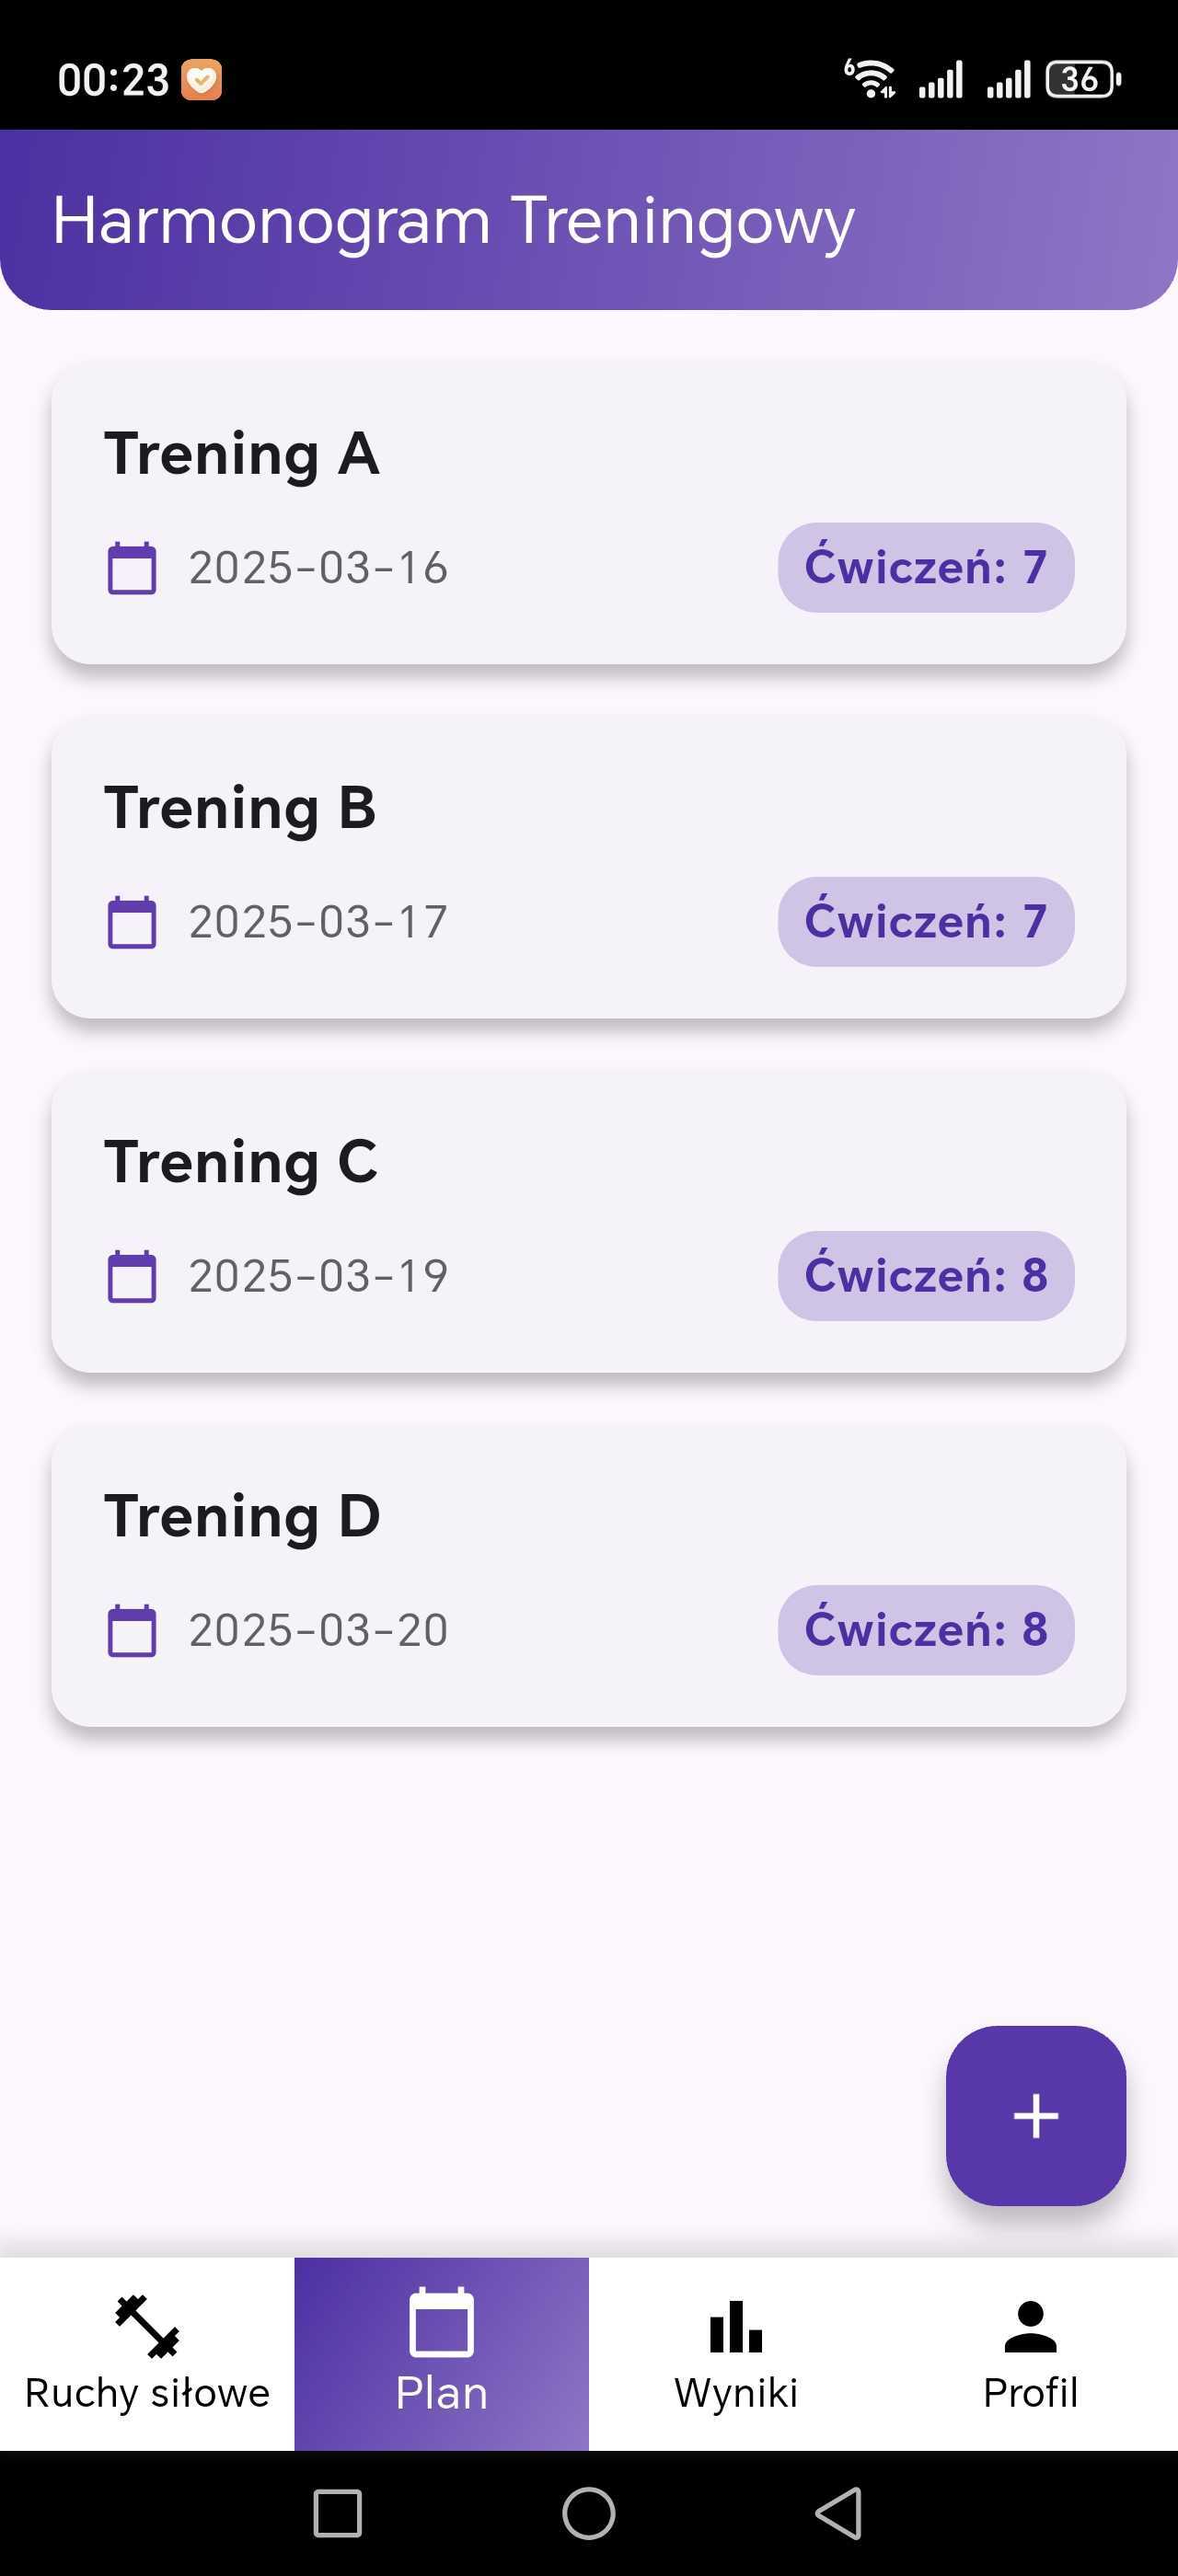 00:23
6
36
Harmonogram Treningowy
Trening A
2025-03-16
Ćwiczeń: 7
Trening B
2025-03-17
Ćwiczeń: 7
Trening C
2025-03-19
Ćwiczeń: 8
Trening D
2025-03-20
Ćwiczeń: 8
Ruchy siłowe
Plan
Wyniki
Profil